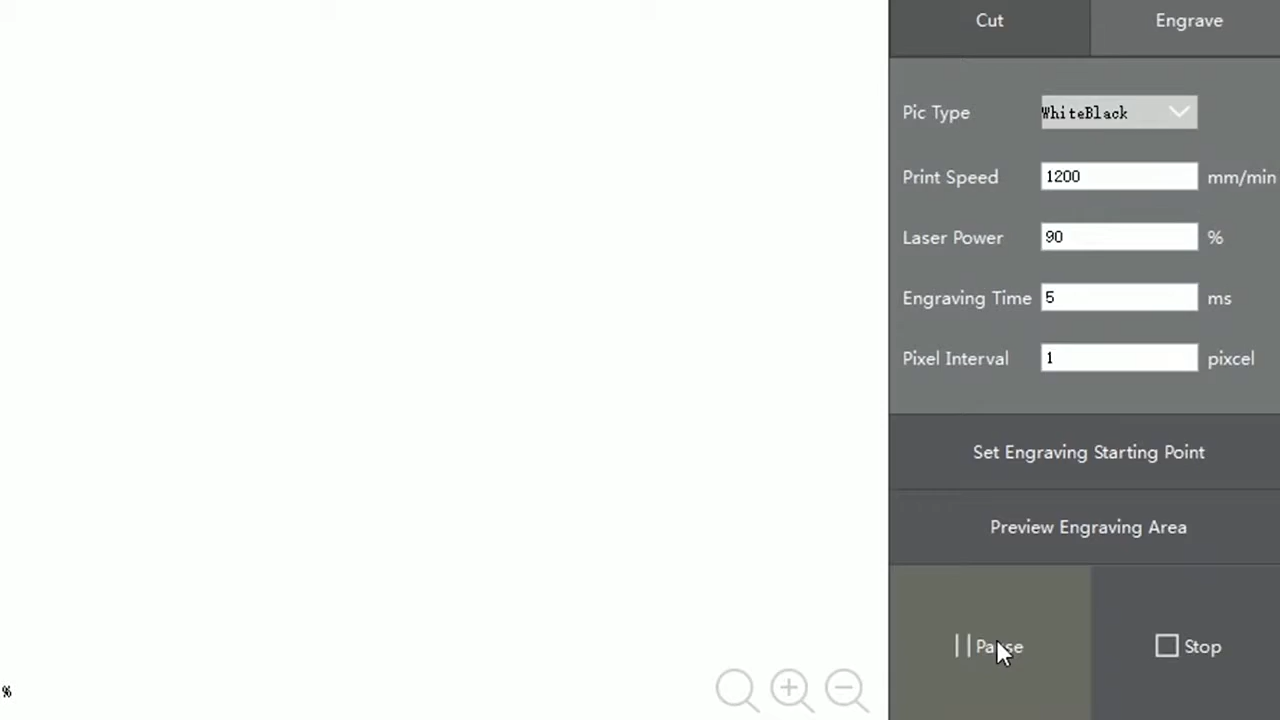 Cut Engrave
Pic Type WhiteBlack
Print Speed 1200 mm/min
Laser Power 90 %
Engraving Time 5 ms
Pixel Interval 1 pixcel
Set Engraving Starting Point
Preview Engraving Area
Pause Stop
%